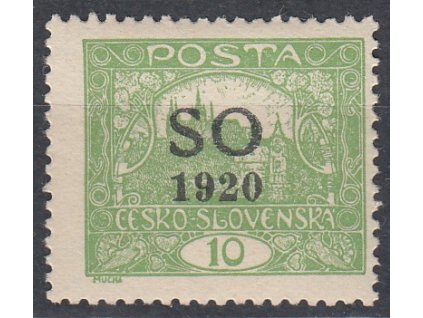 POSTA
SO
1920
ČESKO-SLOVENSKÁ
10
MUCHA